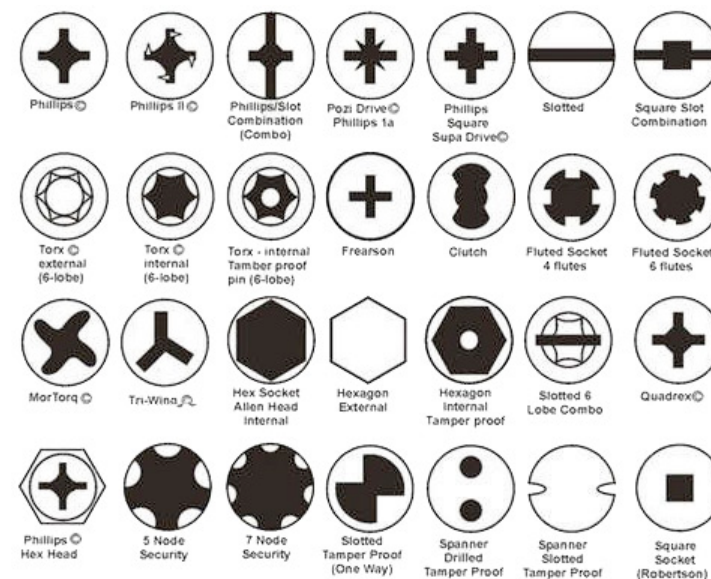 Phillips©
Phillips II©
Phillips/Slot
Combination
(Combo)
Pozi Drive©
Phillips 1a
Phillips
Square
Supa Drive©
Slotted
Square Slot
Combination
Torx ©
external
(6-lobe)
Torx ©
internal
(6-lobe)
Torx - internal
Tamber proof
pin (6-lobe)
Frearson
Clutch
Fluted Socket
4 flutes
Fluted Socket
6 flutes
MorTorq ©
Tri-Wing
Hex Socket
Allen Head
Internal
Hexagon
External
Hexagon
Internal
Tamper proof
Slotted 6
Lobe Combo
Quadrex©
Phillips ©
Hex Head
5 Node
Security
7 Node
Security
Slotted
Tamper Proof
(One Way)
Spanner
Drilled
Tamper Proof
Spanner
Slotted
Tamper Proof
Square
Socket
(Robertson)